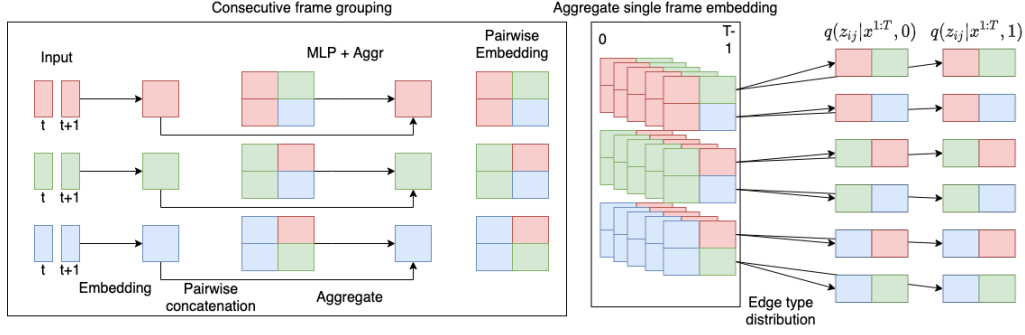 Consecutive frame grouping
Aggregate single frame embedding
Input
MLP + Aggr
Pairwise
Embedding
t
t+1
t
t+1
t
t+1
Embedding
Pairwise
concatenation
Aggregate
0
T-
1
q(z_{ij}|x^{1:T}, 0)
q(z_{ij}|x^{1:T}, 1)
Edge type
distribution